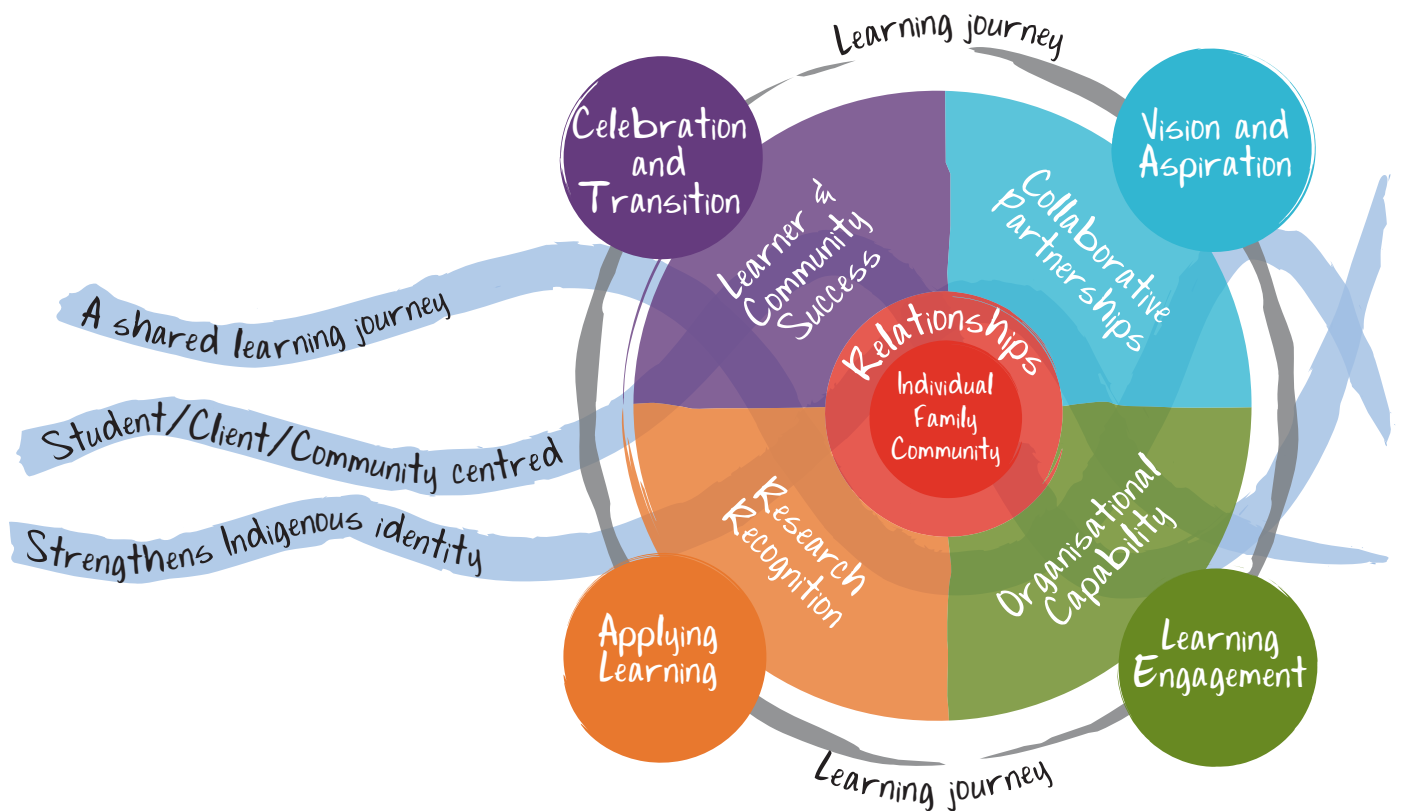 Learning journey
Celebration
and
Transition
Vision and
Aspiration
Learner &
Community
Success
Collaborative
Partnerships
A shared learning journey
Relationships
Individual
Family
Community
Student/Client/Community centred
Strengthens Indigenous identity
Research
Recognition
Organisational
Capability
Applying
Learning
Learning
Engagement
Learning journey